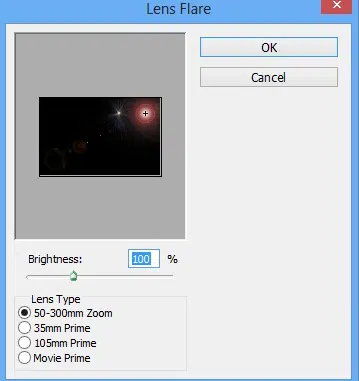 Lens Flare
OK
Cancel
Brightness: 100 %
Lens Type
50-300mm Zoom
35mm Prime
105mm Prime
Movie Prime